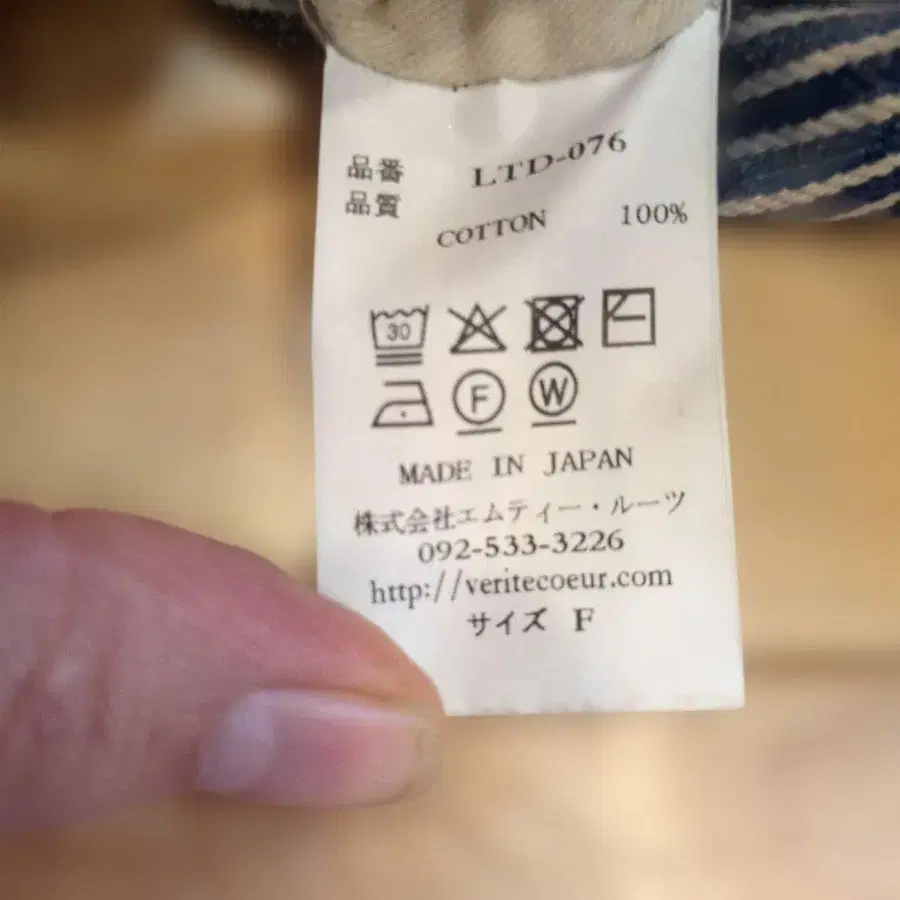 品番 LTD-076
品質 COTTON 100%
30
F W
MADE IN JAPAN
株式会社エムティー・ルーツ
092-533-3226
http://veritecoeur.com
サイズ F